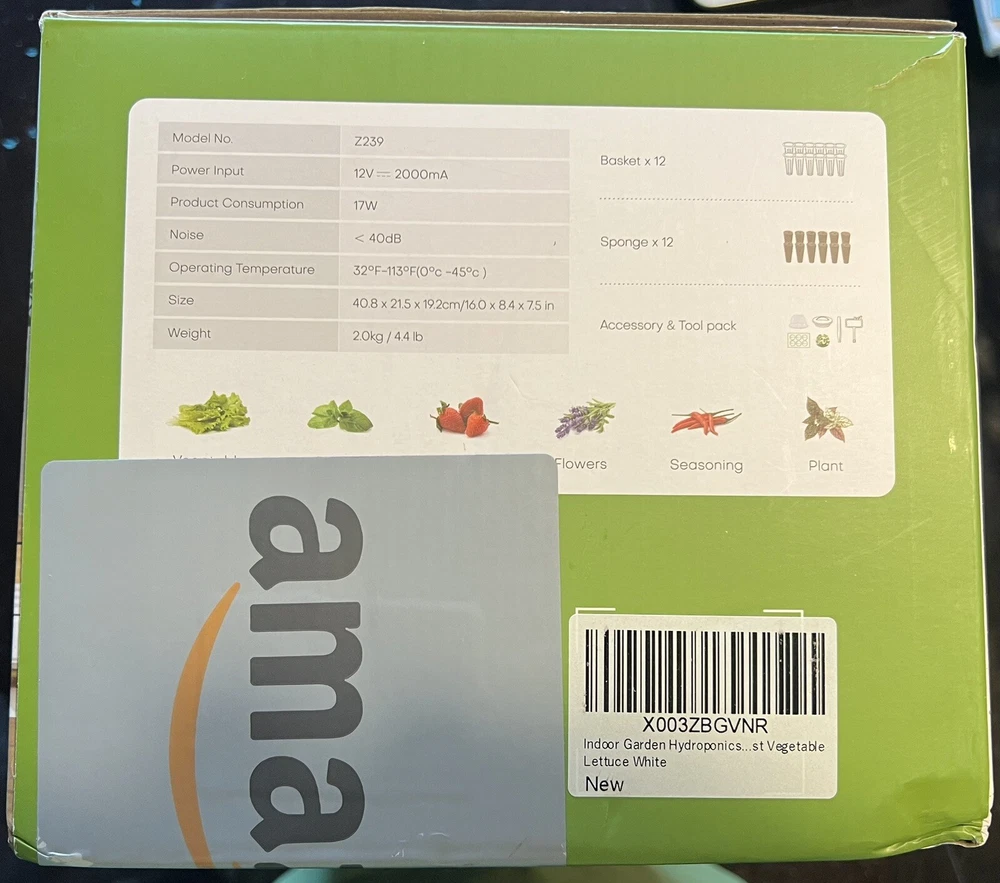 Model No. Z239
Power Input 12V⎓2000mA
Product Consumption 17W
Noise < 40dB
Operating Temperature 32°F-113°F(0°c -45°c )
Size 40.8 x 21.5 x 19.2cm/16.0 x 8.4 x 7.5 in
Weight 2.0kg / 4.4 lb
Basket x 12
Sponge x 12
Accessory & Tool pack
Flowers
Seasoning
Plant
ama
X003ZBGVNR
Indoor Garden Hydroponics...st Vegetable
Lettuce White
New